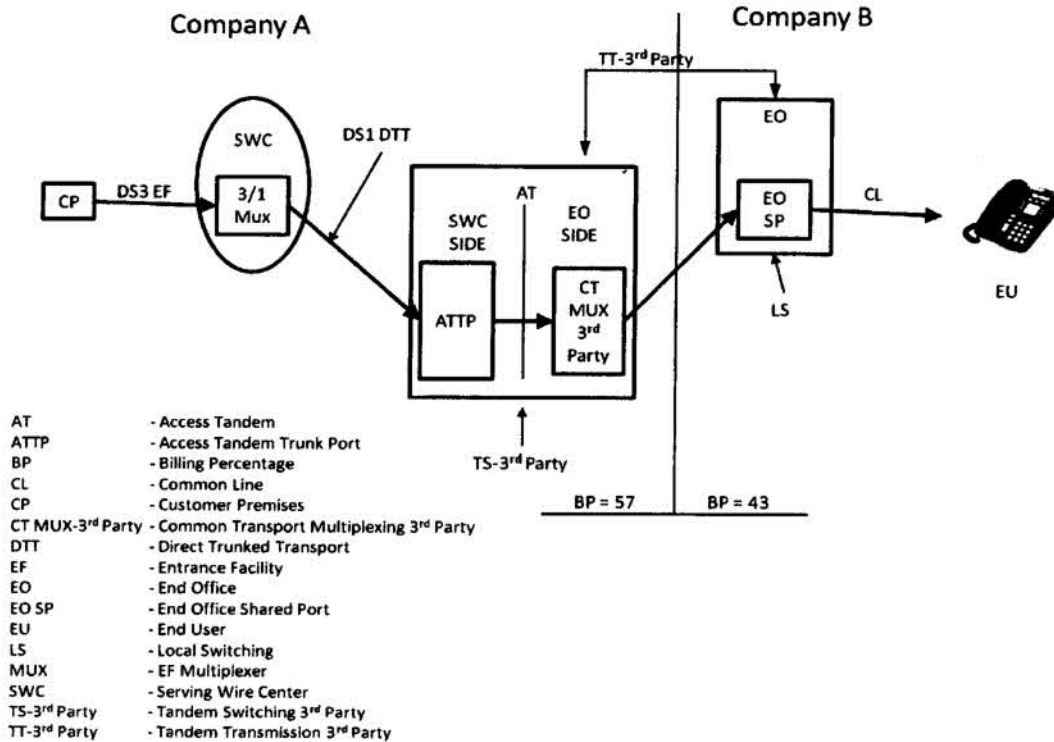 Company A
Company B
TT-3rd Party
EO
DS1 DTT
SWC
AT
CP
DS3 EF
3/1
Mux
SWC
SIDE
EO
SIDE
EO
SP
CL
ATTP
CT
MUX
3rd
Party
LS
EU
TS-3rd Party
BP = 57
BP = 43
AT - Access Tandem
ATTP - Access Tandem Trunk Port
BP - Billing Percentage
CL - Common Line
CP - Customer Premises
CT MUX-3rd Party - Common Transport Multiplexing 3rd Party
DTT - Direct Trunked Transport
EF - Entrance Facility
EO - End Office
EO SP - End Office Shared Port
EU - End User
LS - Local Switching
MUX - EF Multiplexer
SWC - Serving Wire Center
TS-3rd Party - Tandem Switching 3rd Party
TT-3rd Party - Tandem Transmission 3rd Party